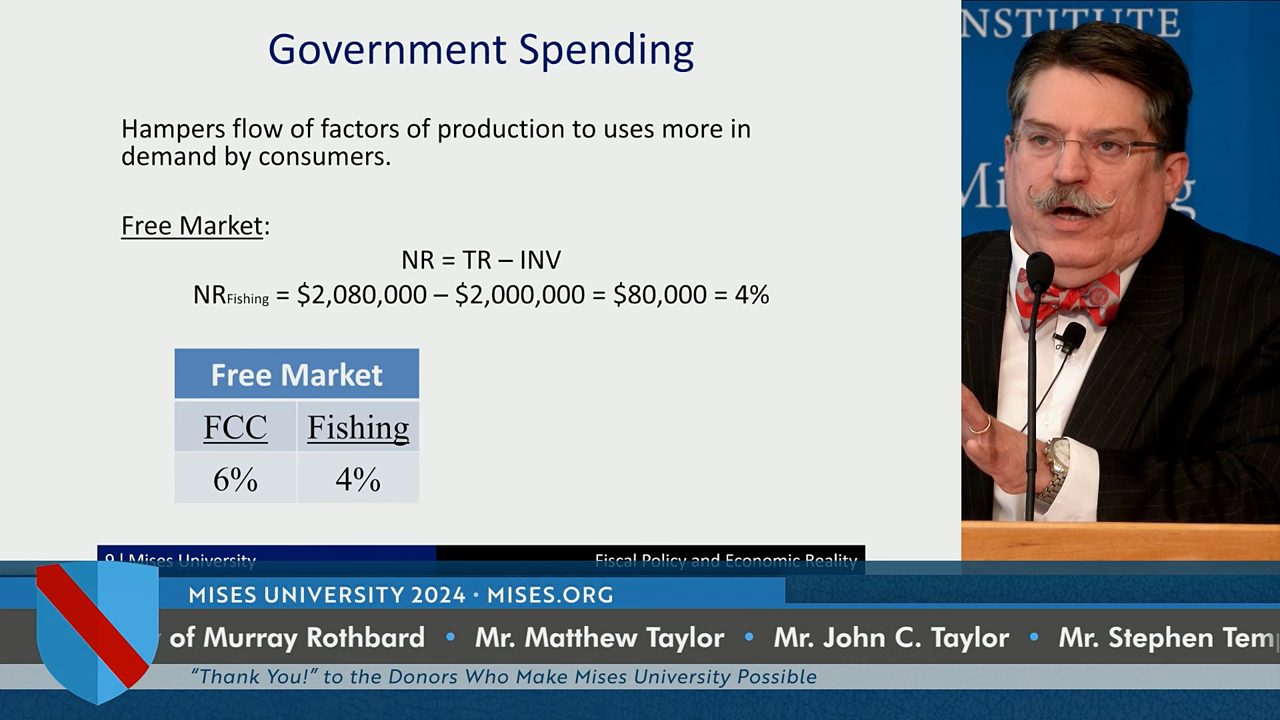 Government Spending
Hampers flow of factors of production to uses more in
demand by consumers.
Free Market:
NR = TR – INV
NRFishing = $2,080,000 – $2,000,000 = $80,000 = 4%
Free Market
FCC Fishing
6% 4%
9 | Mises University Fiscal Policy and Economic Reality
NSTITUTE
Mi g
MISES UNIVERSITY 2024 • MISES.ORG
of Murray Rothbard • Mr. Matthew Taylor • Mr. John C. Taylor • Mr. Stephen Tem
“Thank You!” to the Donors Who Make Mises University Possible